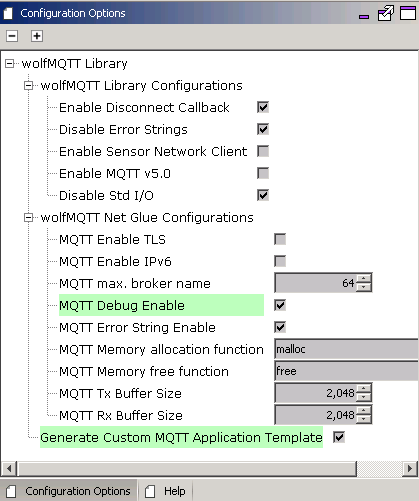 Configuration Options
wolfMQTT Library
wolfMQTT Library Configurations
Enable Disconnect Callback
Disable Error Strings
Enable Sensor Network Client
Enable MQTT v5.0
Disable Std I/O
wolfMQTT Net Glue Configurations
MQTT Enable TLS
MQTT Enable IPv6
MQTT max. broker name 64
MQTT Debug Enable
MQTT Error String Enable
MQTT Memory allocation function malloc
MQTT Memory free function free
MQTT Tx Buffer Size 2,048
MQTT Rx Buffer Size 2,048
Generate Custom MQTT Application Template
Configuration Options Help